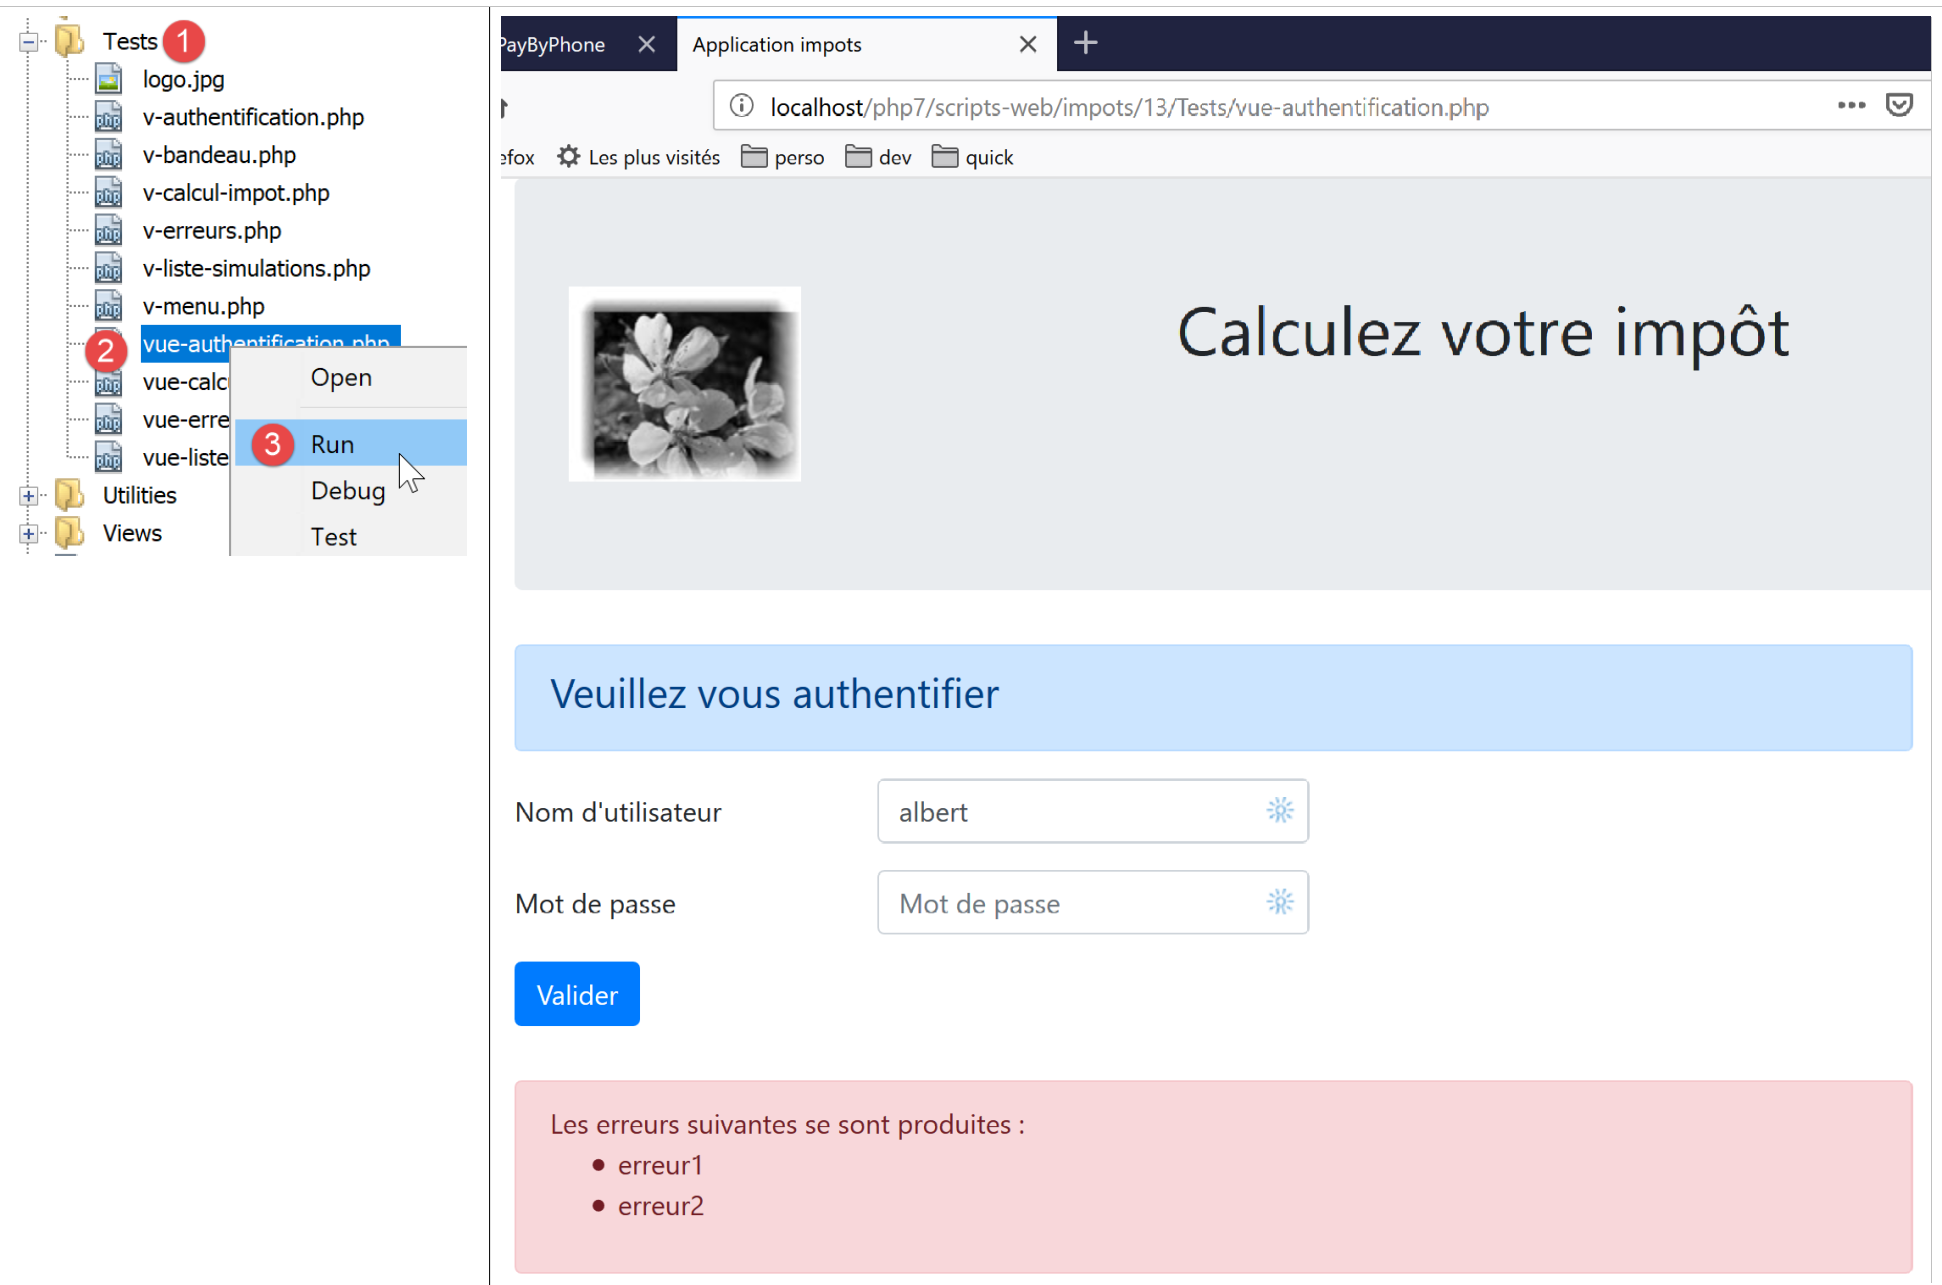 Tests 1
logo.jpg
v-authentification.php
v-bandeau.php
v-calcul-impot.php
v-erreurs.php
v-liste-simulations.php
v-menu.php
2 vue-authentification.php
vue-calc
vue-erre
vue-liste
Utilities
Views
Open
3 Run
Debug
Test
PayByPhone
Application impots
localhost/php7/scripts-web/impots/13/Tests/vue-authentification.php
efox Les plus visités perso dev quick
Calculez votre impôt
Veuillez vous authentifier
Nom d'utilisateur albert
Mot de passe Mot de passe
Valider
Les erreurs suivantes se sont produites :
• erreur1
• erreur2